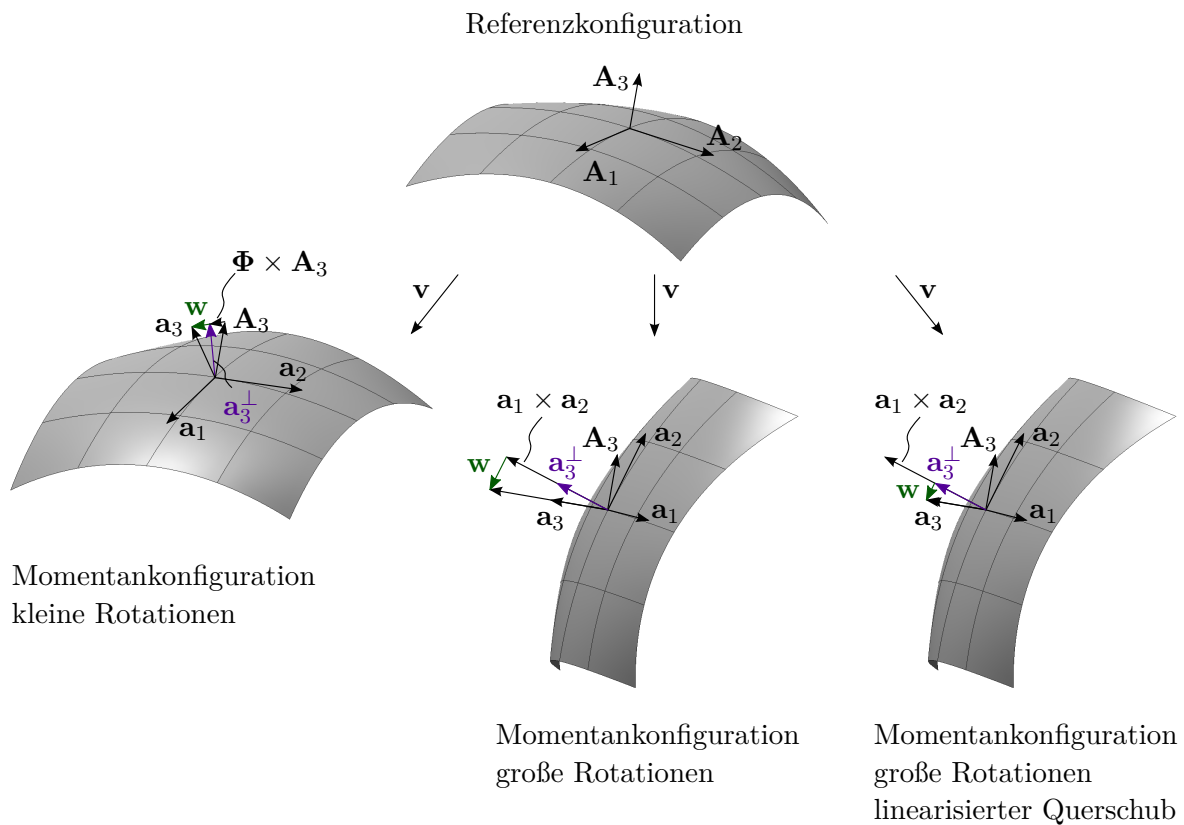 Referenzkonfiguration
A₃
A₂
A₁
v
v
v
Φ × A₃
w
a₃
A₃
a₂
a₃⊥
a₁
Momentankonfiguration
kleine Rotationen
a₁ × a₂
A₃
a₂
w
a₃⊥
a₃
a₁
Momentankonfiguration
große Rotationen
a₁ × a₂
A₃
a₂
a₃⊥
w
a₃
a₁
Momentankonfiguration
große Rotationen
linearisierter Querschub